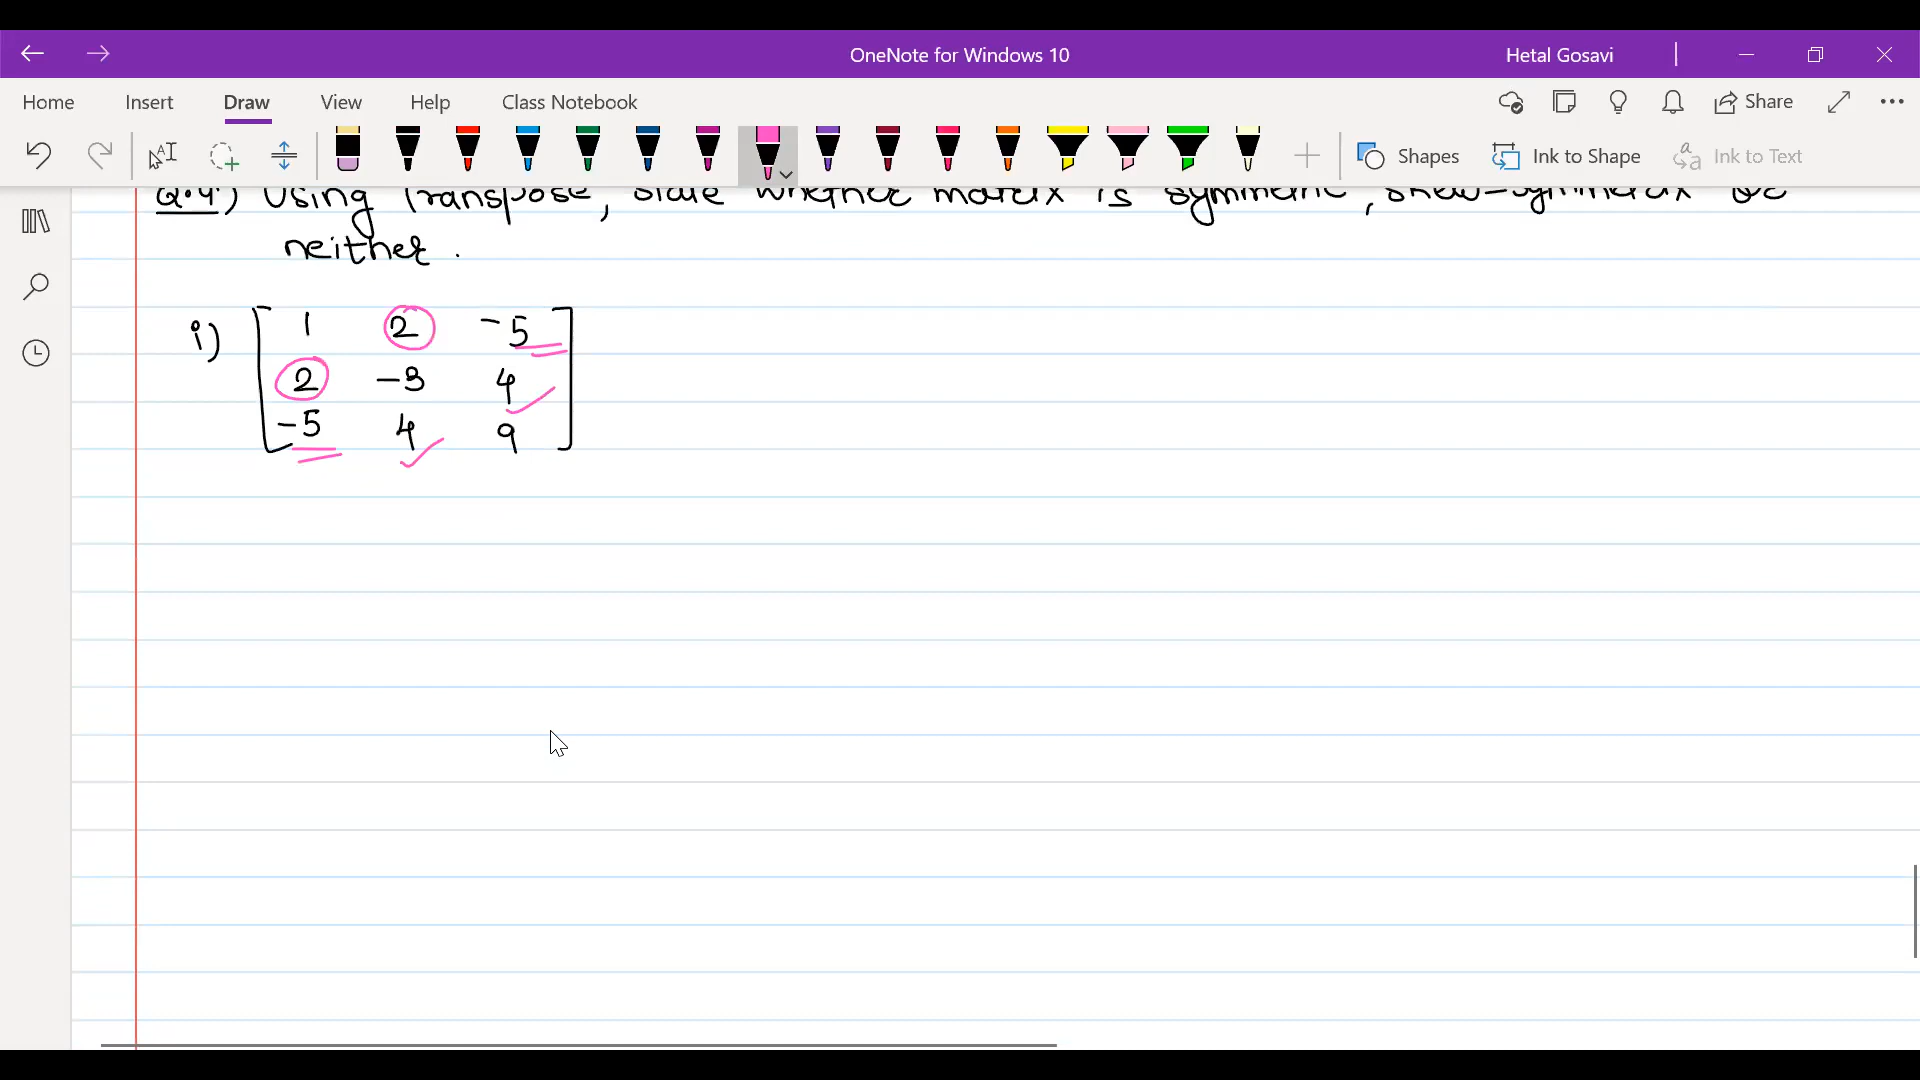 OneNote for Windows 10
Hetal Gosavi
Home Insert Draw View Help Class Notebook
Share
Shapes Ink to Shape Ink to Text
Q.4) Using Transpose, state whether matrix is symmetric, skew-symmetric or
neither.
i) 1 2 -5
2 -3 4
-5 4 9